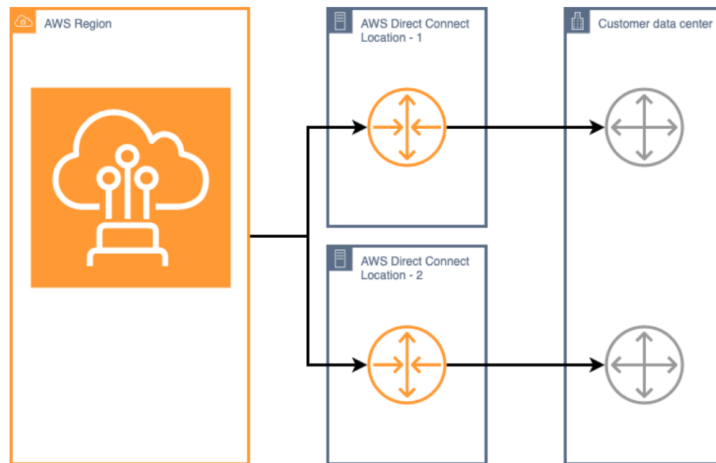 AWS Region
AWS Direct Connect
Location - 1
Customer data center
AWS Direct Connect
Location - 2